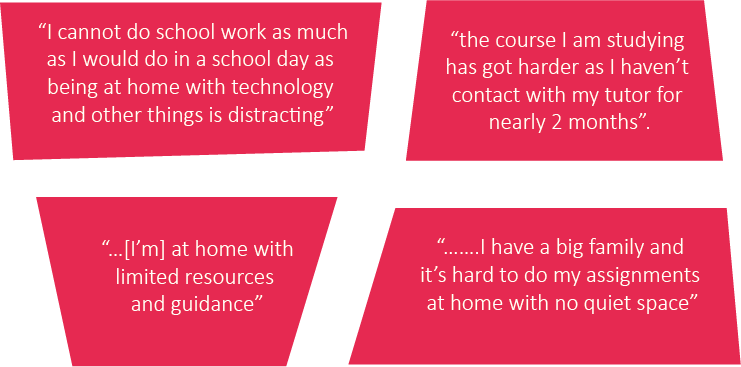 “I cannot do school work as much
as I would do in a school day as
being at home with technology
and other things is distracting”
“the course I am studying
has got harder as I haven’t
contact with my tutor for
nearly 2 months”.
“...[I’m] at home with
limited resources
and guidance”
“.......I have a big family and
it’s hard to do my assignments
at home with no quiet space”